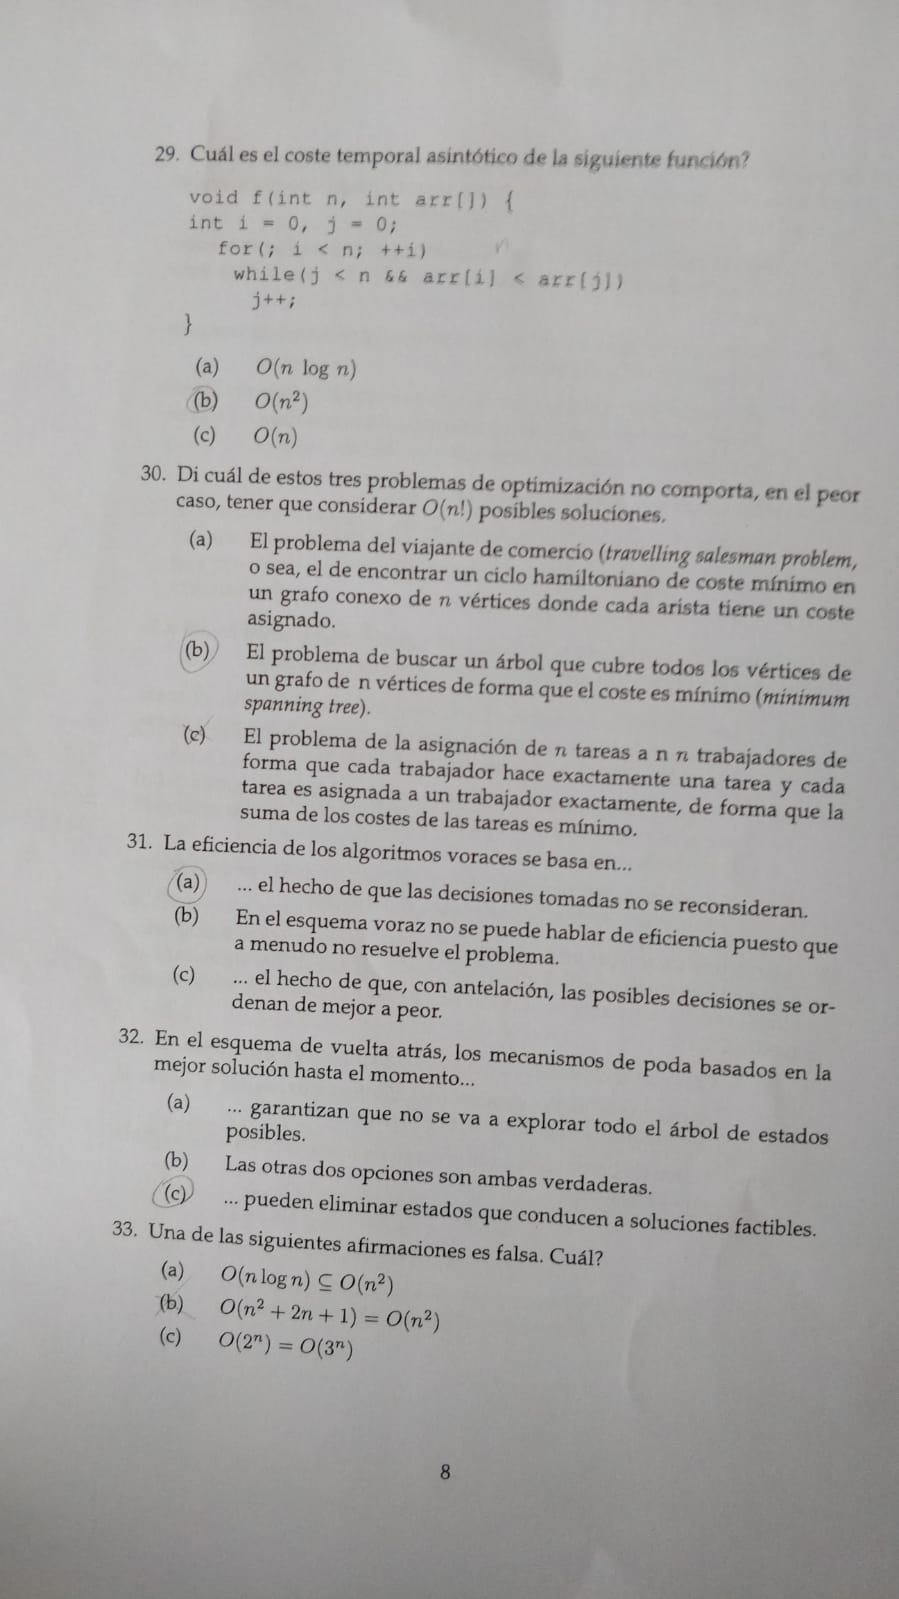 29. Cuál es el coste temporal asintótico de la siguiente función?
void f(int n, int arr[]) {
int i = 0, j = 0;
for(; i < n; ++i)
n
while(j < n && arr[i] < arr[j])
j++;
}
(a) O(n log n)
(b) O(n²)
(c) O(n)
30. Di cuál de estos tres problemas de optimización no comporta, en el peor
caso, tener que considerar O(n!) posibles soluciones.
(a) El problema del viajante de comercio (travelling salesman problem,
o sea, el de encontrar un ciclo hamiltoniano de coste mínimo en
un grafo conexo de n vértices donde cada arista tiene un coste
asignado.
(b) El problema de buscar un árbol que cubre todos los vértices de
un grafo de n vértices de forma que el coste es mínimo (minimum
spanning tree).
(c) El problema de la asignación de n tareas a n n trabajadores de
forma que cada trabajador hace exactamente una tarea y cada
tarea es asignada a un trabajador exactamente, de forma que la
suma de los costes de las tareas es mínimo.
31. La eficiencia de los algoritmos voraces se basa en...
(a) ... el hecho de que las decisiones tomadas no se reconsideran.
(b) En el esquema voraz no se puede hablar de eficiencia puesto que
a menudo no resuelve el problema.
(c) ... el hecho de que, con antelación, las posibles decisiones se or-
denan de mejor a peor.
32. En el esquema de vuelta atrás, los mecanismos de poda basados en la
mejor solución hasta el momento...
(a) ... garantizan que no se va a explorar todo el árbol de estados
posibles.
(b) Las otras dos opciones son ambas verdaderas.
(c) ... pueden eliminar estados que conducen a soluciones factibles.
33. Una de las siguientes afirmaciones es falsa. Cuál?
(a) O(n log n) ⊆ O(n²)
(b) O(n² + 2n + 1) = O(n²)
(c) O(2ⁿ) = O(3ⁿ)
8